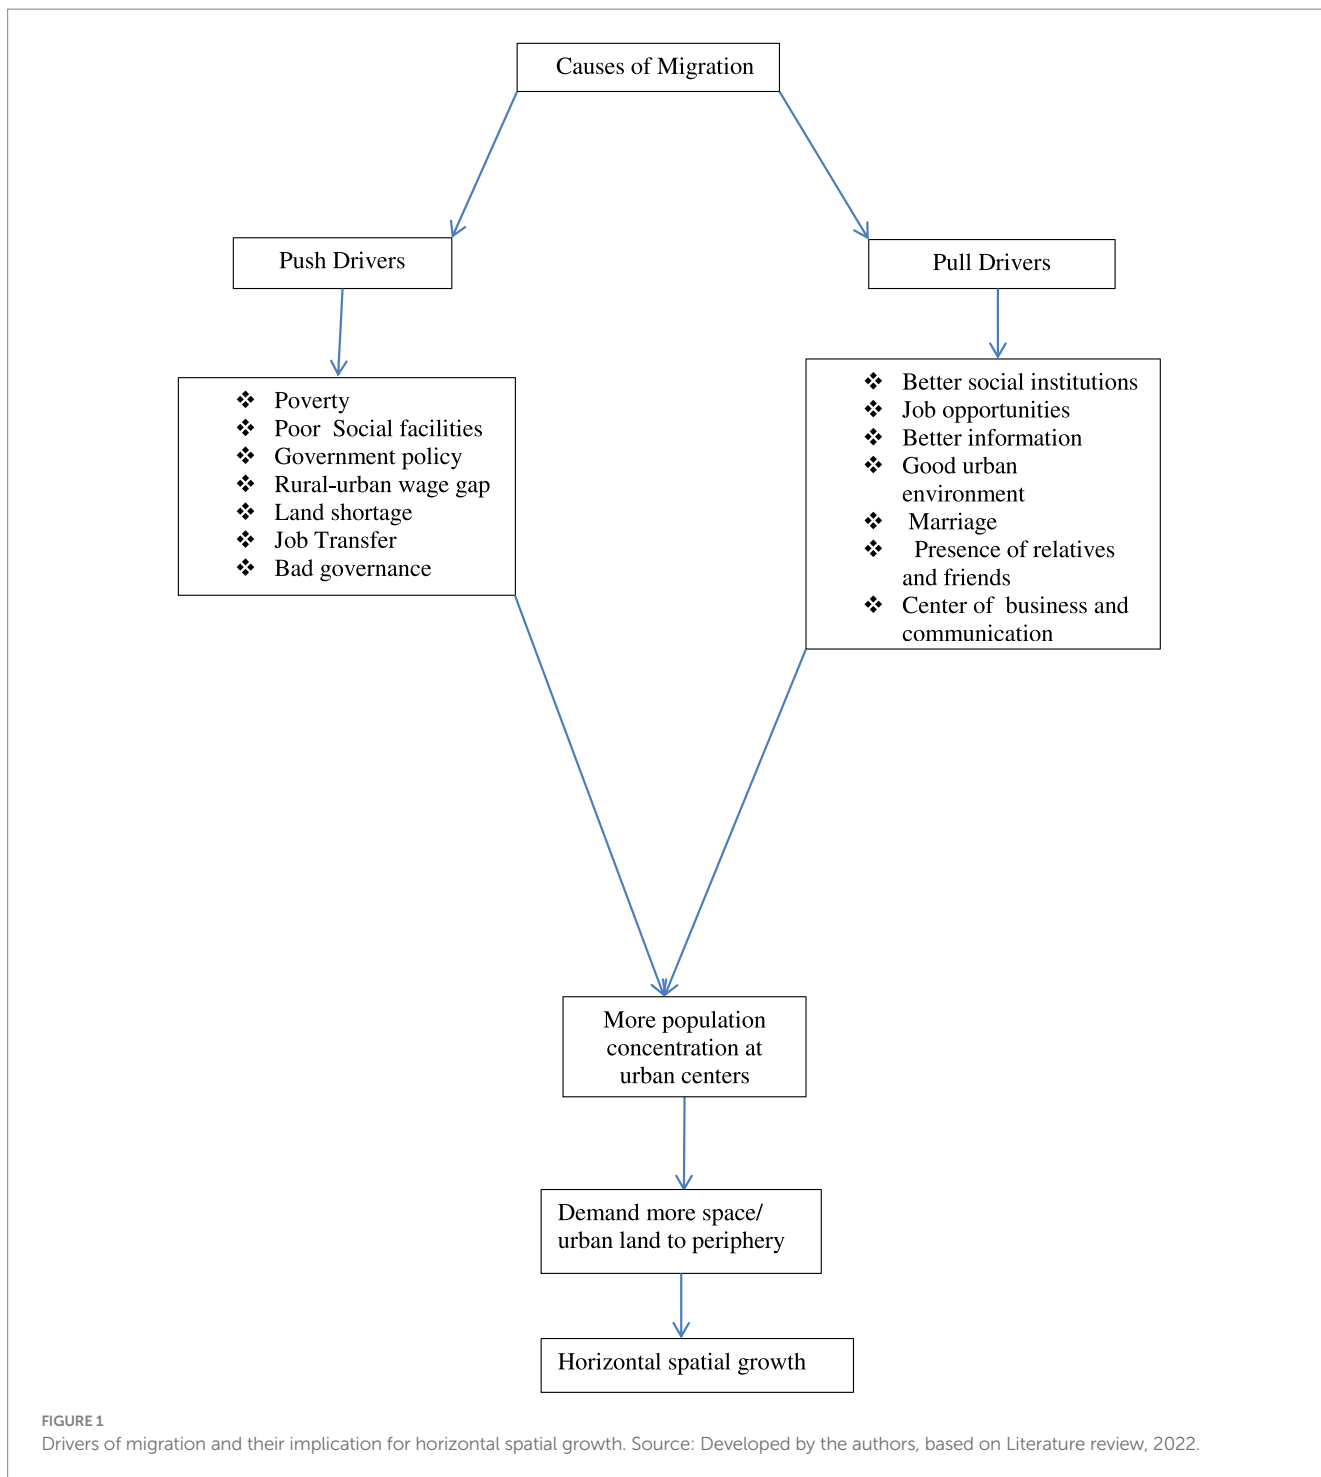 Causes of Migration
Push Drivers
Pull Drivers
❖ Poverty
❖ Poor Social facilities
❖ Government policy
❖ Rural-urban wage gap
❖ Land shortage
❖ Job Transfer
❖ Bad governance
❖ Better social institutions
❖ Job opportunities
❖ Better information
❖ Good urban
environment
❖ Marriage
❖ Presence of relatives
and friends
❖ Center of business and
communication
More population
concentration at
urban centers
Demand more space/
urban land to periphery
Horizontal spatial growth
FIGURE 1
Drivers of migration and their implication for horizontal spatial growth. Source: Developed by the authors, based on Literature review, 2022.